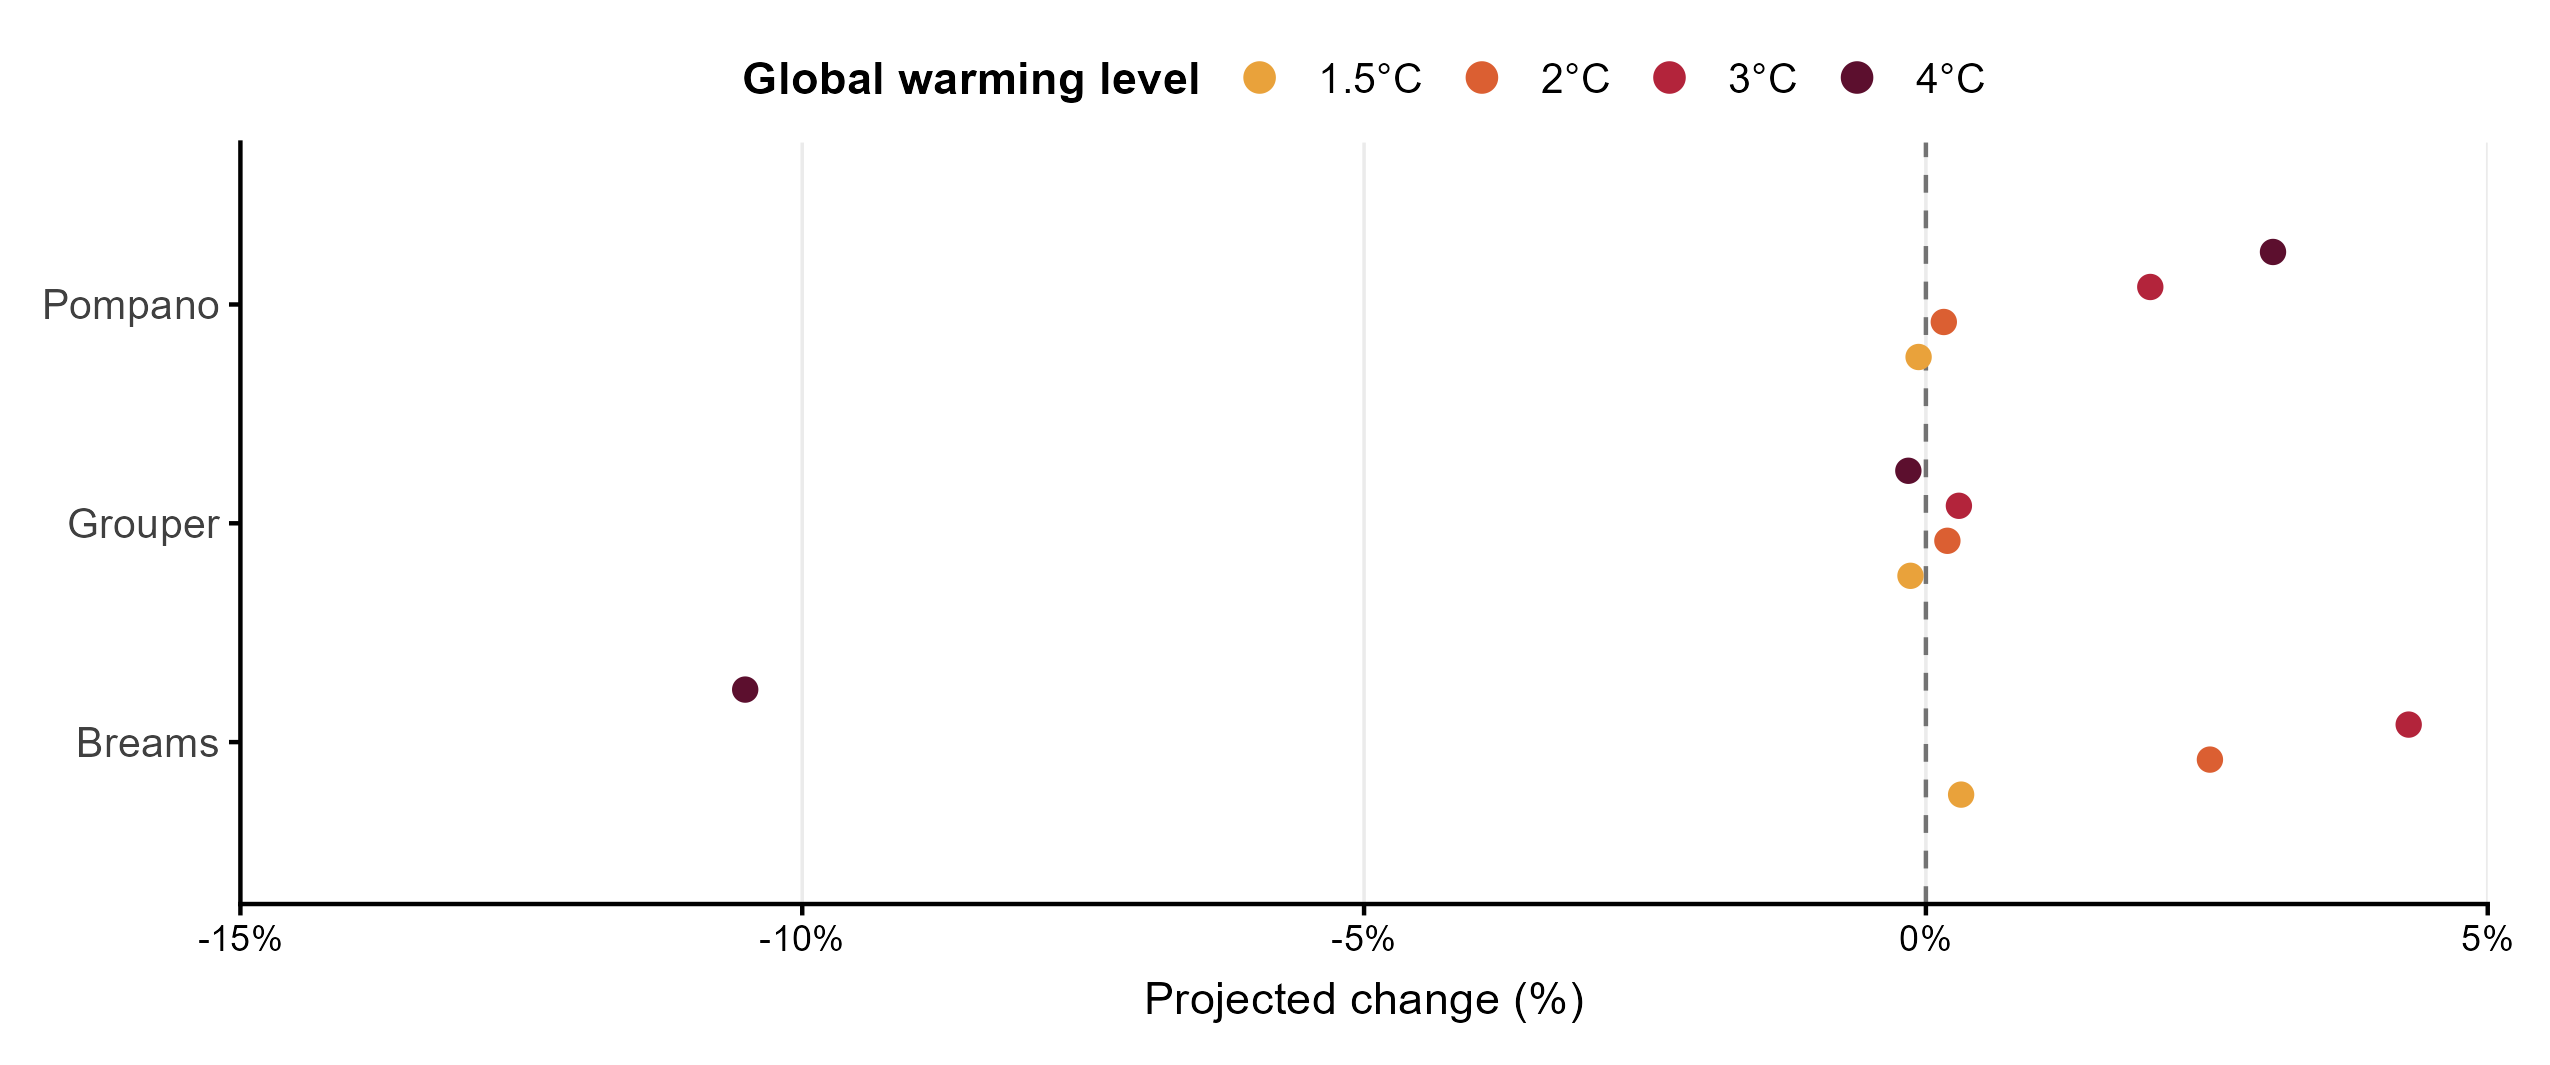 Global warming level 1.5°C 2°C 3°C 4°C
Pompano
Grouper
Breams
-15% -10% -5% 0% 5%
Projected change (%)